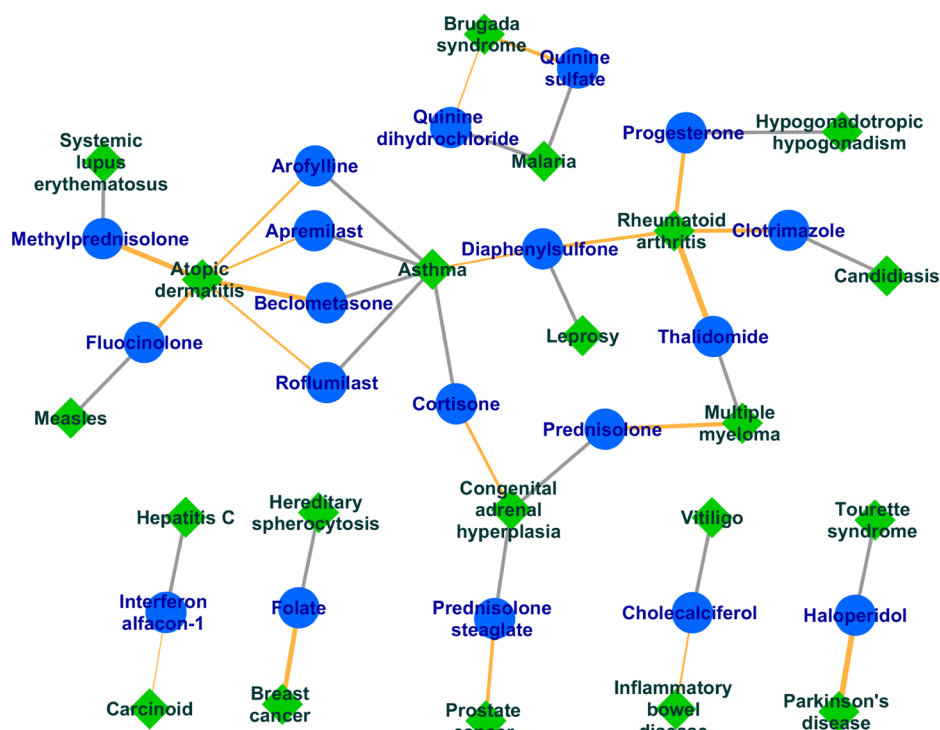 Brugada
syndrome
Quinine
sulfate
Quinine
dihydrochloride
Malaria
Progesterone
Hypogonadotropic
hypogonadism
Systemic
lupus
erythematosus
Arofylline
Methylprednisolone
Apremilast
Rheumatoid
arthritis
Clotrimazole
Diaphenylsulfone
Atopic
dermatitis
Asthma
Candidiasis
Beclometasone
Fluocinolone
Leprosy
Thalidomide
Roflumilast
Measles
Cortisone
Prednisolone
Multiple
myeloma
Congenital
adrenal
hyperplasia
Hepatitis C
Hereditary
spherocytosis
Vitiligo
Tourette
syndrome
Interferon
alfacon-1
Folate
Prednisolone
steaglate
Cholecalciferol
Haloperidol
Carcinoid
Breast
cancer
Prostate
cancer
Inflammatory
bowel
disease
Parkinson's
disease